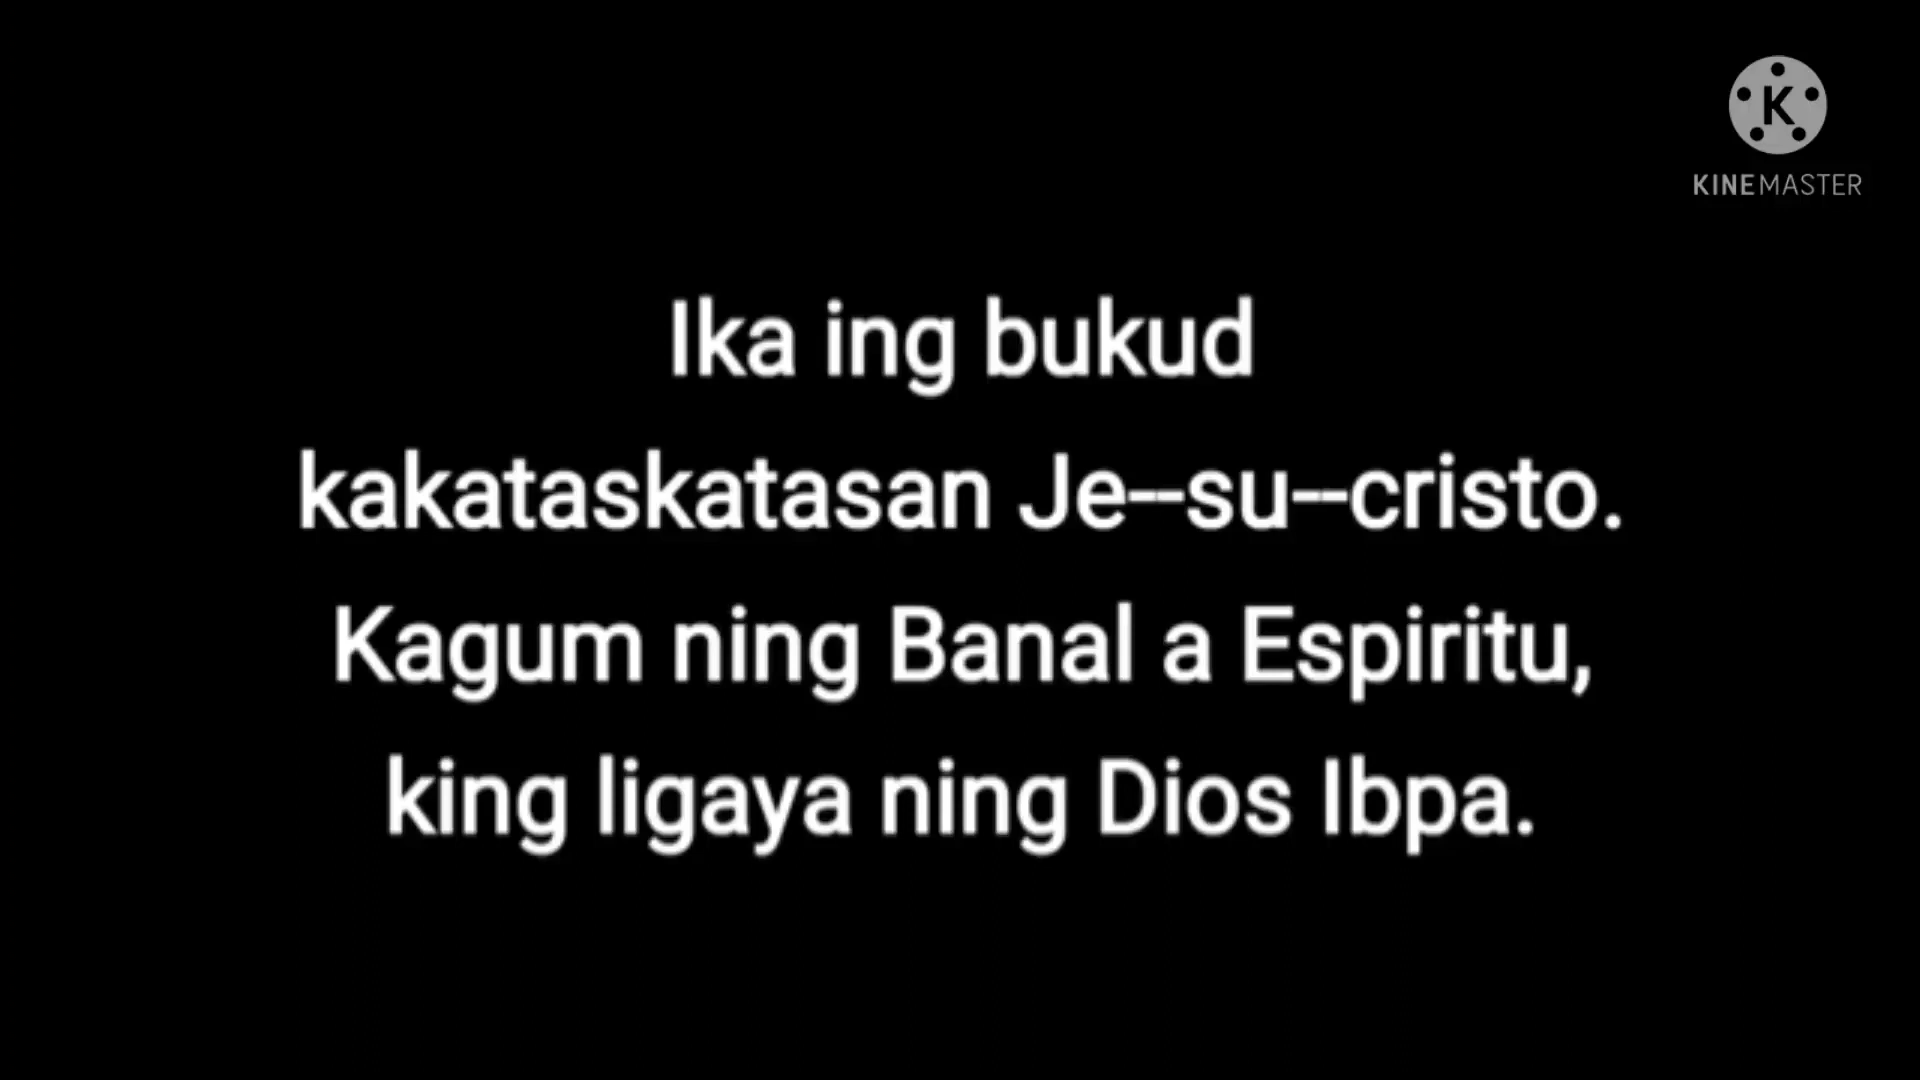 K
KINEMASTER
Ika ing bukud
kakataskatasan Je--su--cristo.
Kagum ning Banal a Espiritu,
king ligaya ning Dios Ibpa.